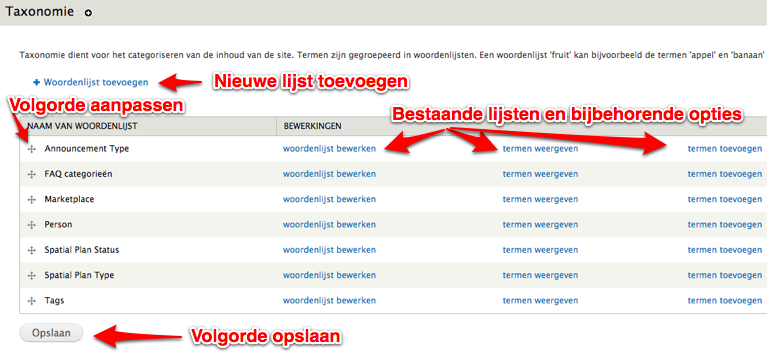 Taxonomie
Taxonomie dient voor het categoriseren van de inhoud van de site. Termen zijn gegroepeerd in woordenlijsten. Een woordenlijst 'fruit' kan bijvoorbeeld de termen 'appel' en 'banaan'
+ Woordenlijst toevoegen
Nieuwe lijst toevoegen
Volgorde aanpassen
Bestaande lijsten en bijbehorende opties
NAAM VAN WOORDENLIJST BEWERKINGEN
Announcement Type woordenlijst bewerken termen weergeven termen toevoegen
FAQ categorieën woordenlijst bewerken termen weergeven termen toevoegen
Marketplace woordenlijst bewerken termen weergeven termen toevoegen
Person woordenlijst bewerken termen weergeven termen toevoegen
Spatial Plan Status woordenlijst bewerken termen weergeven termen toevoegen
Spatial Plan Type woordenlijst bewerken termen weergeven termen toevoegen
Tags woordenlijst bewerken termen weergeven termen toevoegen
Opslaan
Volgorde opslaan